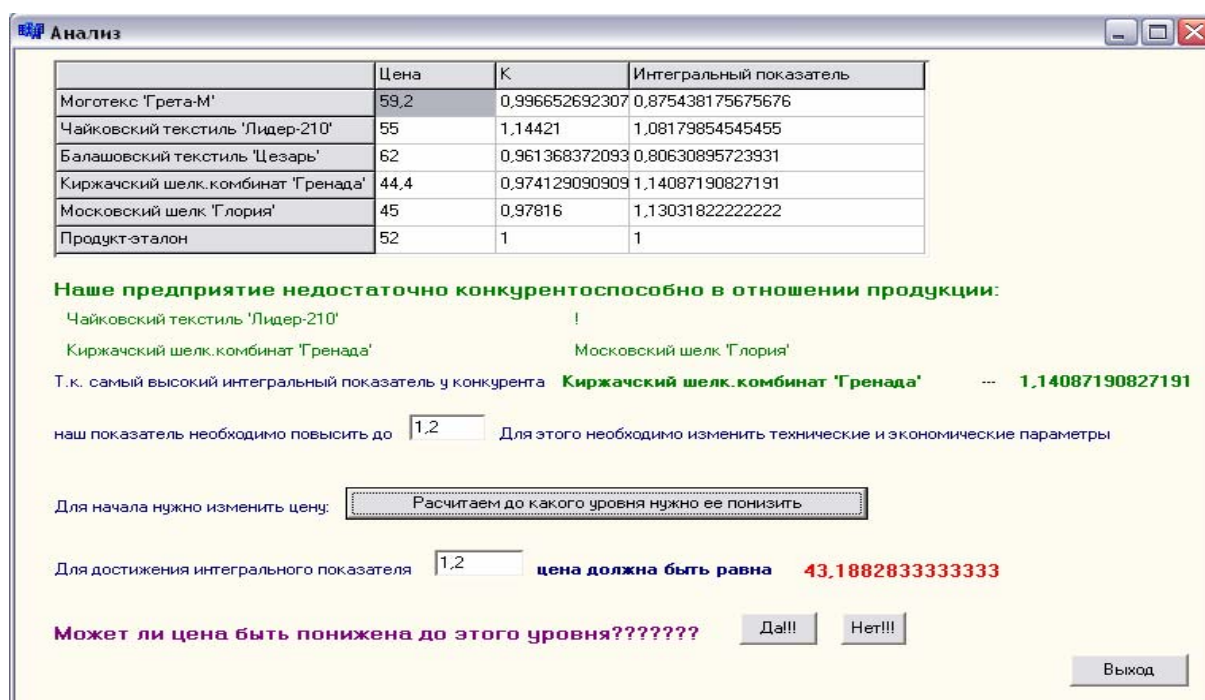 Анализ
Цена К Интегральный показатель
Моготекс 'Грета-М' 59,2 0,996652692307 0,875438175675676
Чайковский текстиль 'Лидер-210' 55 1,14421 1,08179854545455
Балашовский текстиль 'Цезарь' 62 0,961368372093 0,80630895723931
Киржачский шелк.комбинат 'Гренада' 44,4 0,974129090909 1,14087190827191
Московский шелк 'Глория' 45 0,97816 1,13031822222222
Продукт-эталон 52 1 1
Наше предприятие недостаточно конкурентоспособно в отношении продукции:
Чайковский текстиль 'Лидер-210' !
Киржачский шелк.комбинат 'Гренада' Московский шелк 'Глория'
Т.к. самый высокий интегральный показатель у конкурента Киржачский шелк.комбинат 'Гренада' --- 1,14087190827191
наш показатель необходимо повысить до 1,2 Для этого необходимо изменить технические и экономические параметры
Для начала нужно изменить цену: Расчитаем до какого уровня нужно ее понизить
Для достижения интегрального показателя 1,2 цена должна быть равна 43,1882833333333
Может ли цена быть понижена до этого уровня??????? Да!!! Нет!!!
Выход